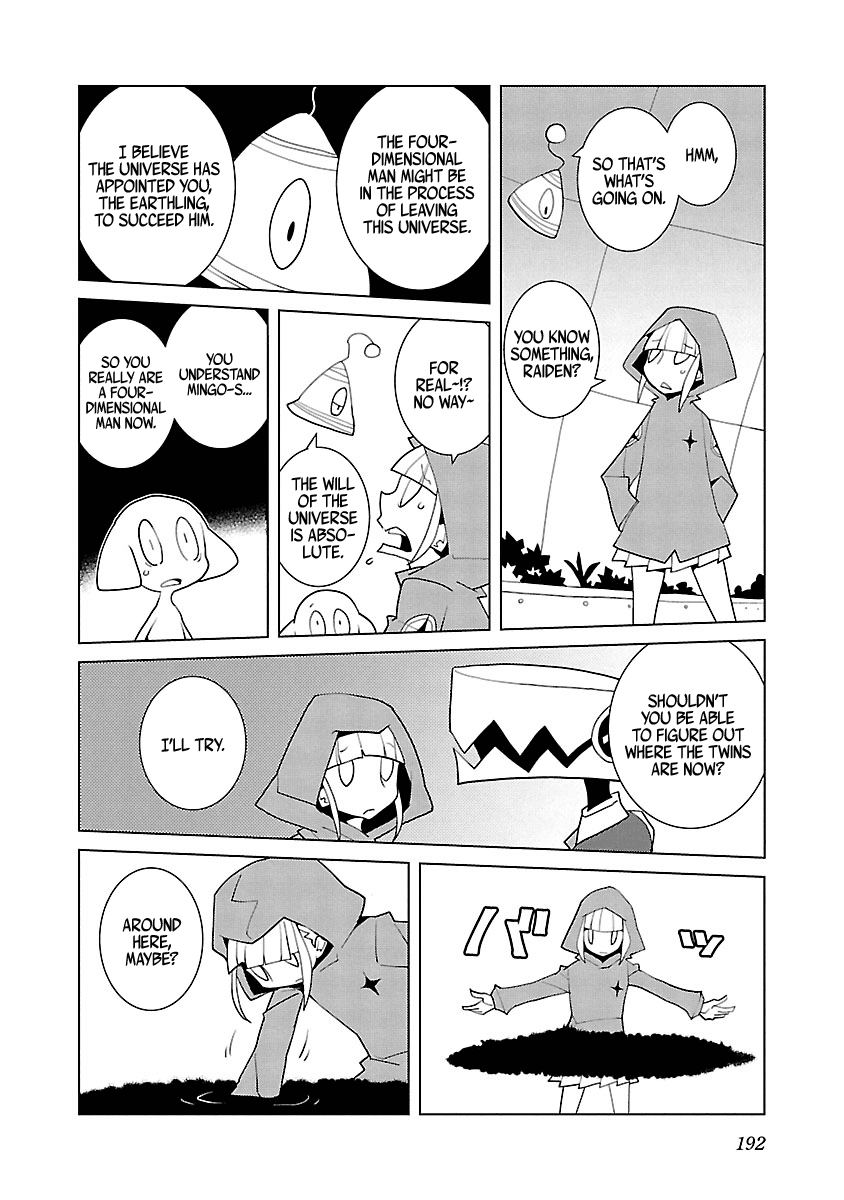 HMM,
SO THAT'S
WHAT'S
GOING ON.
YOU KNOW
SOMETHING,
RAIDEN?
THE FOUR-
DIMENSIONAL
MAN MIGHT BE
IN THE PROCESS
OF LEAVING
THIS UNIVERSE.
I BELIEVE
THE UNIVERSE HAS
APPOINTED YOU,
THE EARTHLING,
TO SUCCEED HIM.
FOR
REAL~!?
NO WAY~
THE WILL
OF THE
UNIVERSE
IS ABSO-
LUTE.
YOU
UNDERSTAND
MINGO-S...
SO YOU
REALLY ARE
A FOUR-
DIMENSIONAL
MAN NOW.
SHOULDN'T
YOU BE ABLE
TO FIGURE OUT
WHERE THE TWINS
ARE NOW?
I'LL TRY.
バッ
AROUND
HERE,
MAYBE?
192